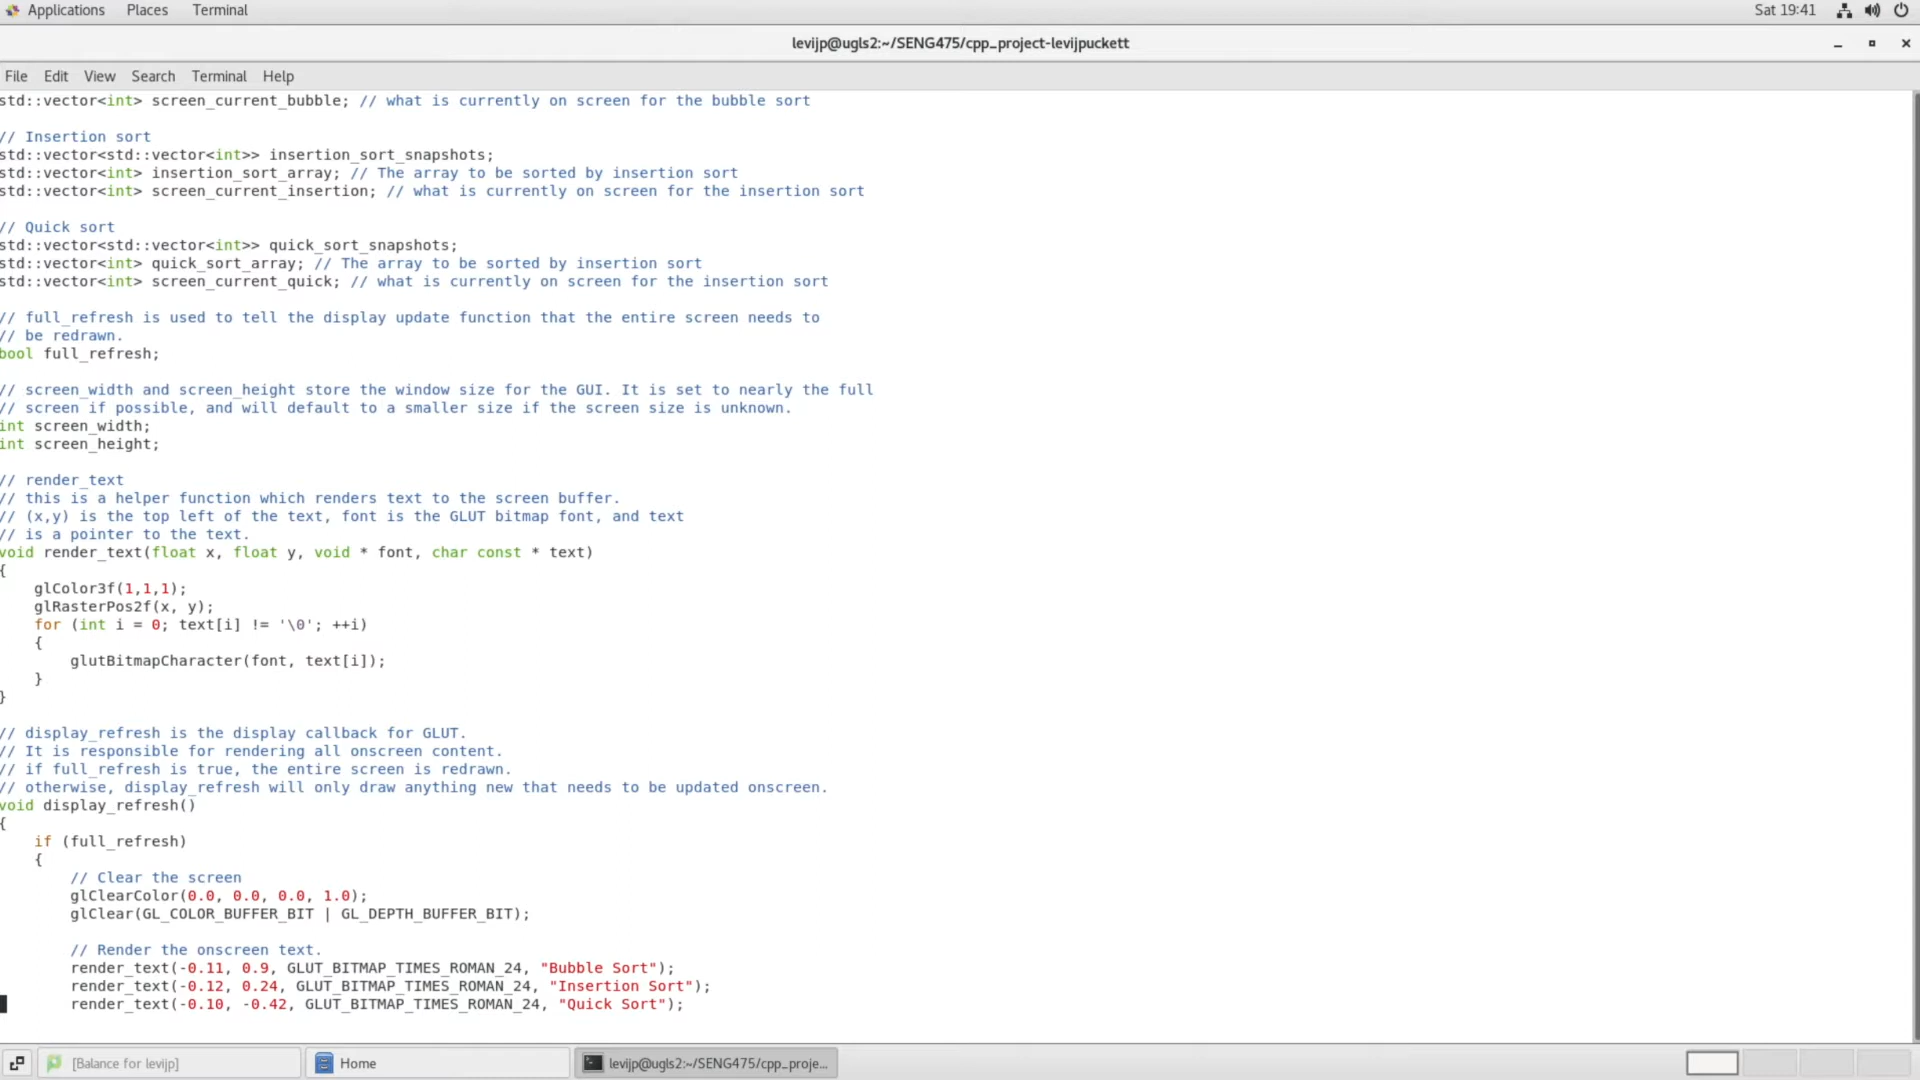 Applications Places Terminal Sat 19:41
levijp@ugls2:~/SENG475/cpp_project-levijpuckett
File Edit View Search Terminal Help
std::vector<int> screen_current_bubble; // what is currently on screen for the bubble sort
// Insertion sort
std::vector<std::vector<int>> insertion_sort_snapshots;
std::vector<int> insertion_sort_array; // The array to be sorted by insertion sort
std::vector<int> screen_current_insertion; // what is currently on screen for the insertion sort
// Quick sort
std::vector<std::vector<int>> quick_sort_snapshots;
std::vector<int> quick_sort_array; // The array to be sorted by insertion sort
std::vector<int> screen_current_quick; // what is currently on screen for the insertion sort
// full_refresh is used to tell the display update function that the entire screen needs to
// be redrawn.
bool full_refresh;
// screen_width and screen_height store the window size for the GUI. It is set to nearly the full
// screen if possible, and will default to a smaller size if the screen size is unknown.
int screen_width;
int screen_height;
// render_text
// this is a helper function which renders text to the screen buffer.
// (x,y) is the top left of the text, font is the GLUT bitmap font, and text
// is a pointer to the text.
void render_text(float x, float y, void * font, char const * text)
{
    glColor3f(1,1,1);
    glRasterPos2f(x, y);
    for (int i = 0; text[i] != '\0'; ++i)
    {
        glutBitmapCharacter(font, text[i]);
    }
}
// display_refresh is the display callback for GLUT.
// It is responsible for rendering all onscreen content.
// if full_refresh is true, the entire screen is redrawn.
// otherwise, display_refresh will only draw anything new that needs to be updated onscreen.
void display_refresh()
{
    if (full_refresh)
    {
        // Clear the screen
        glClearColor(0.0, 0.0, 0.0, 1.0);
        glClear(GL_COLOR_BUFFER_BIT | GL_DEPTH_BUFFER_BIT);
        // Render the onscreen text.
        render_text(-0.11, 0.9, GLUT_BITMAP_TIMES_ROMAN_24, "Bubble Sort");
        render_text(-0.12, 0.24, GLUT_BITMAP_TIMES_ROMAN_24, "Insertion Sort");
        render_text(-0.10, -0.42, GLUT_BITMAP_TIMES_ROMAN_24, "Quick Sort");
[Balance for levijp] Home levijp@ugls2:~/SENG475/cpp_proje...